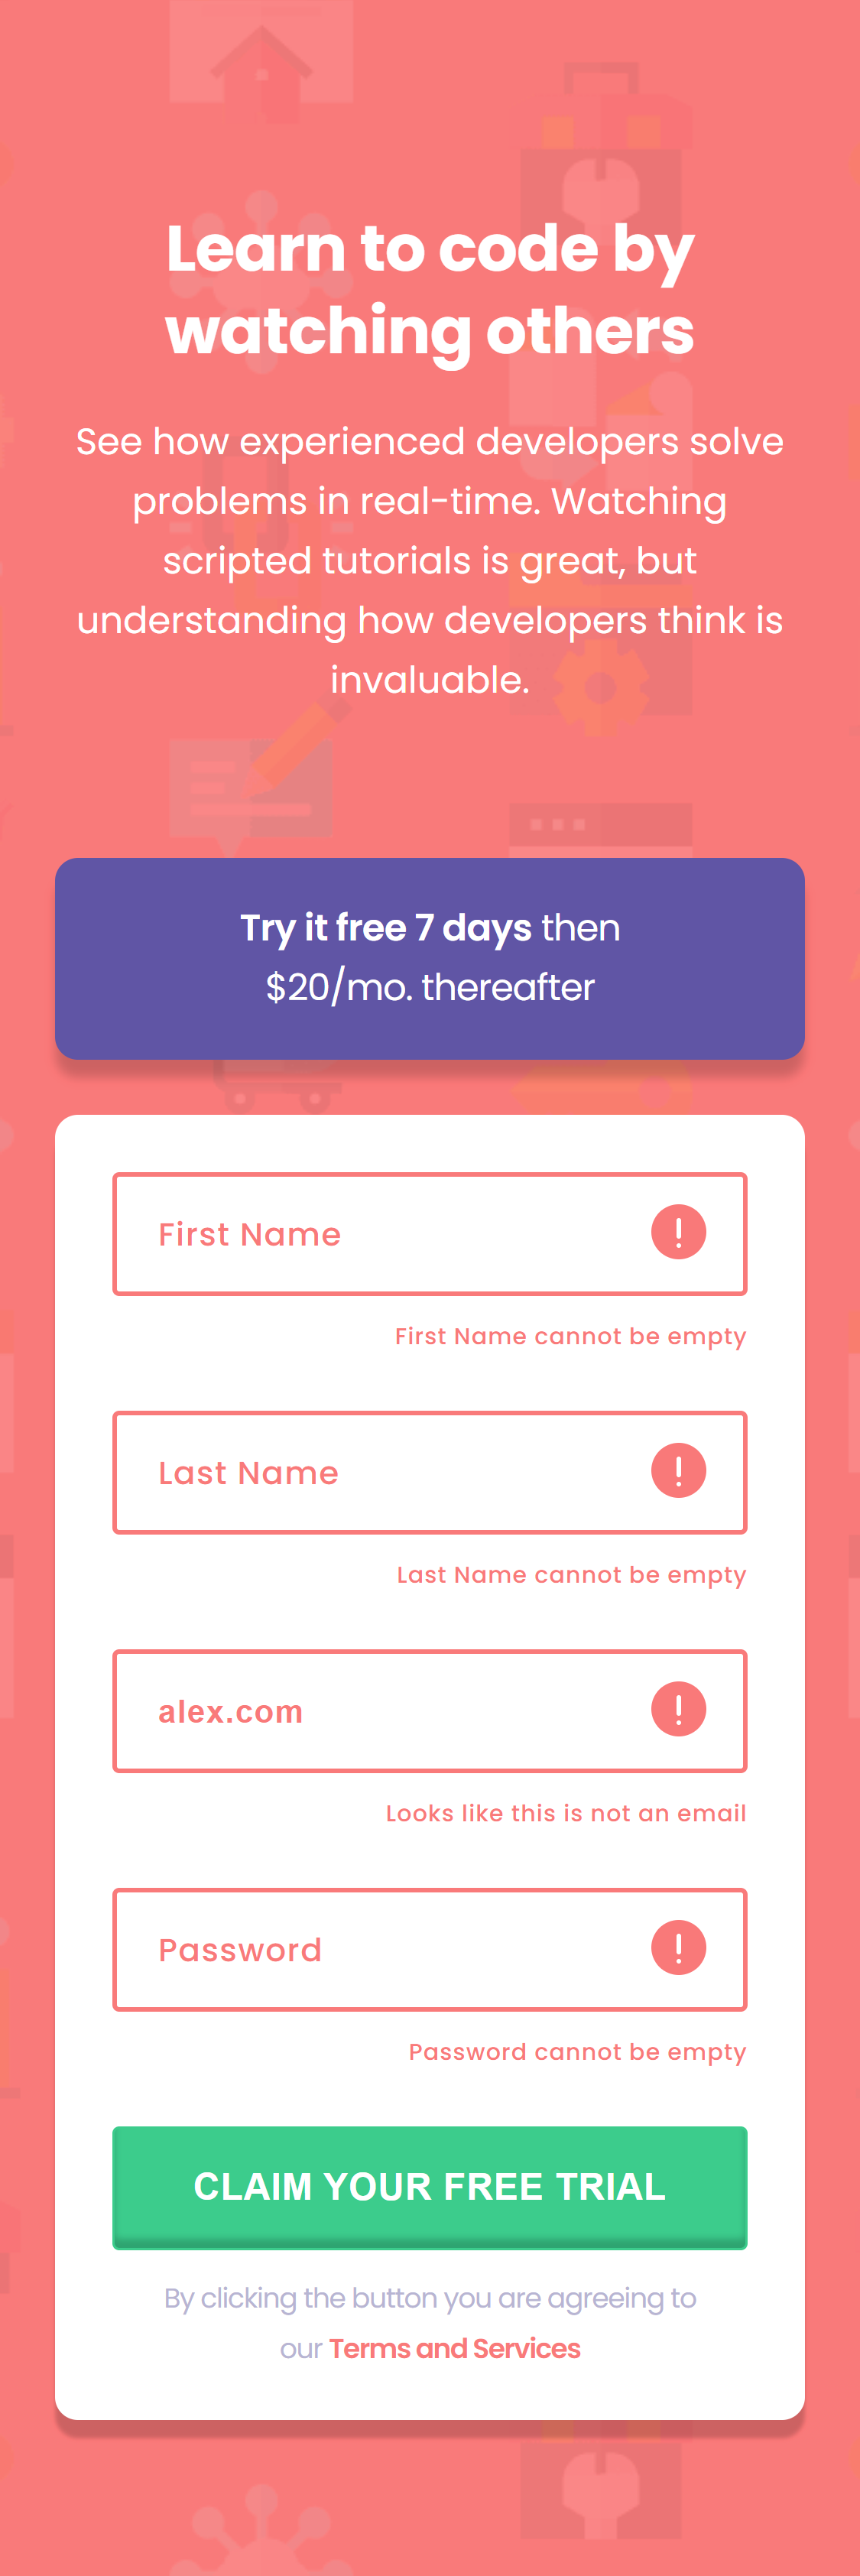 Learn to code by
watching others
See how experienced developers solve
problems in real-time. Watching
scripted tutorials is great, but
understanding how developers think is
invaluable.
Try it free 7 days then
$20/mo. thereafter
First Name
First Name cannot be empty
Last Name
Last Name cannot be empty
alex.com
Looks like this is not an email
Password
Password cannot be empty
CLAIM YOUR FREE TRIAL
By clicking the button you are agreeing to
our Terms and Services